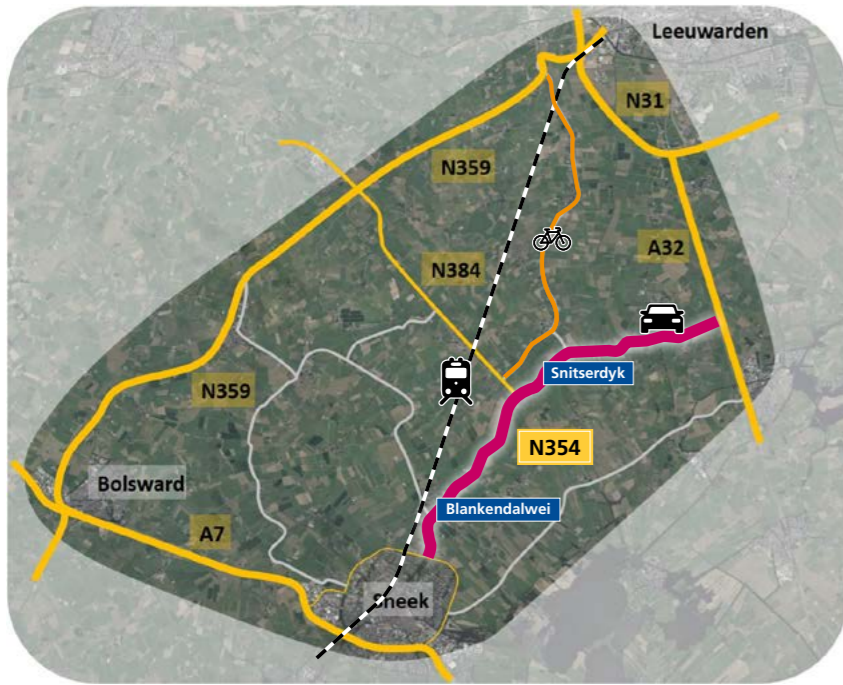 Leeuwarden
N31
N359
A32
N384
Snitserdyk
N359
N354
Bolsward
Blankendalwei
A7
Sneek